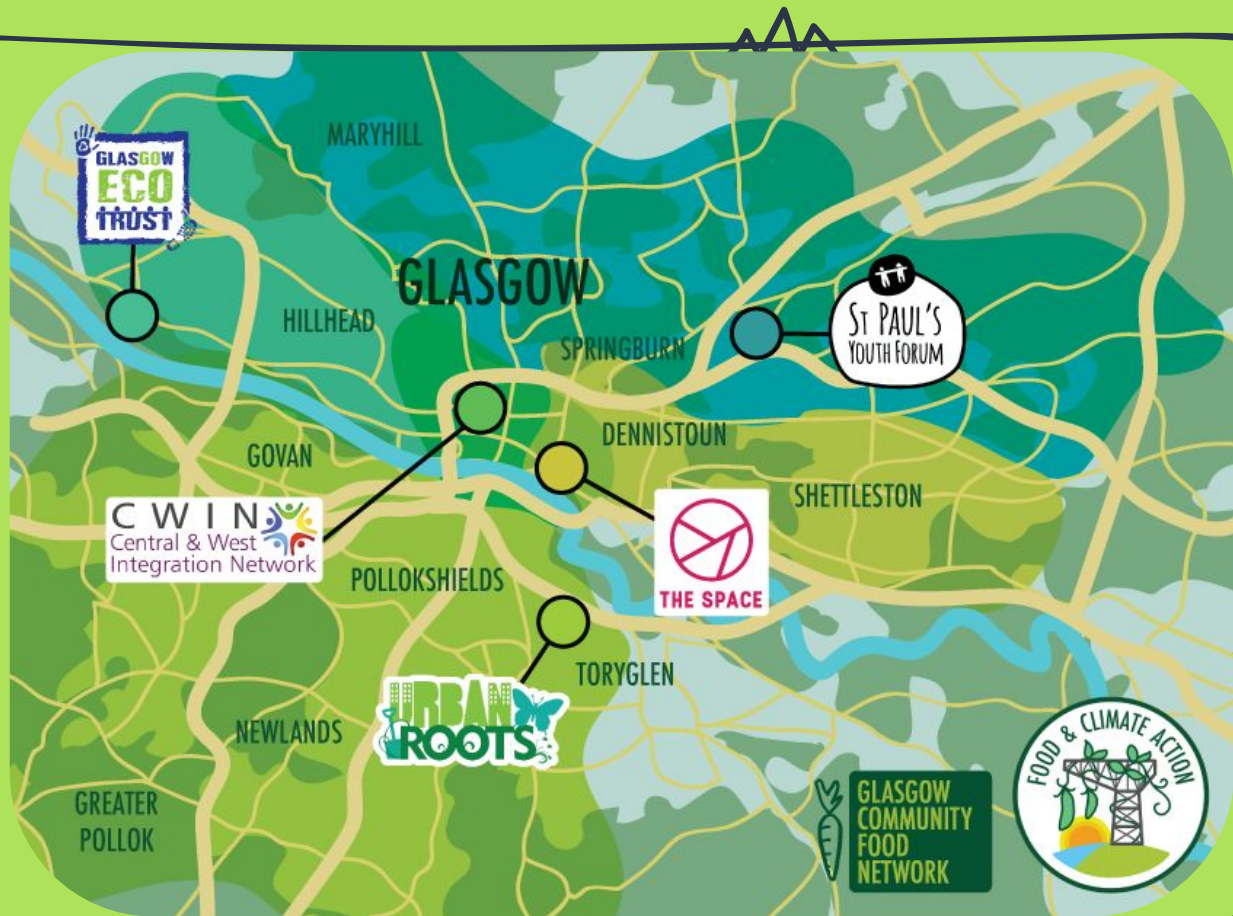 MARYHILL
GLASGOW
ECO
TRUST
GLASGOW
HILLHEAD
ST PAUL'S
YOUTH FORUM
SPRINGBURN
DENNISTOUN
GOVAN
SHETTLESTON
CWIN
Central & West
Integration Network
POLLOKSHIELDS
THE SPACE
TORYGLEN
URBAN
ROOTS
NEWLANDS
GREATER
POLLOK
GLASGOW
COMMUNITY
FOOD
NETWORK
FOOD & CLIMATE ACTION